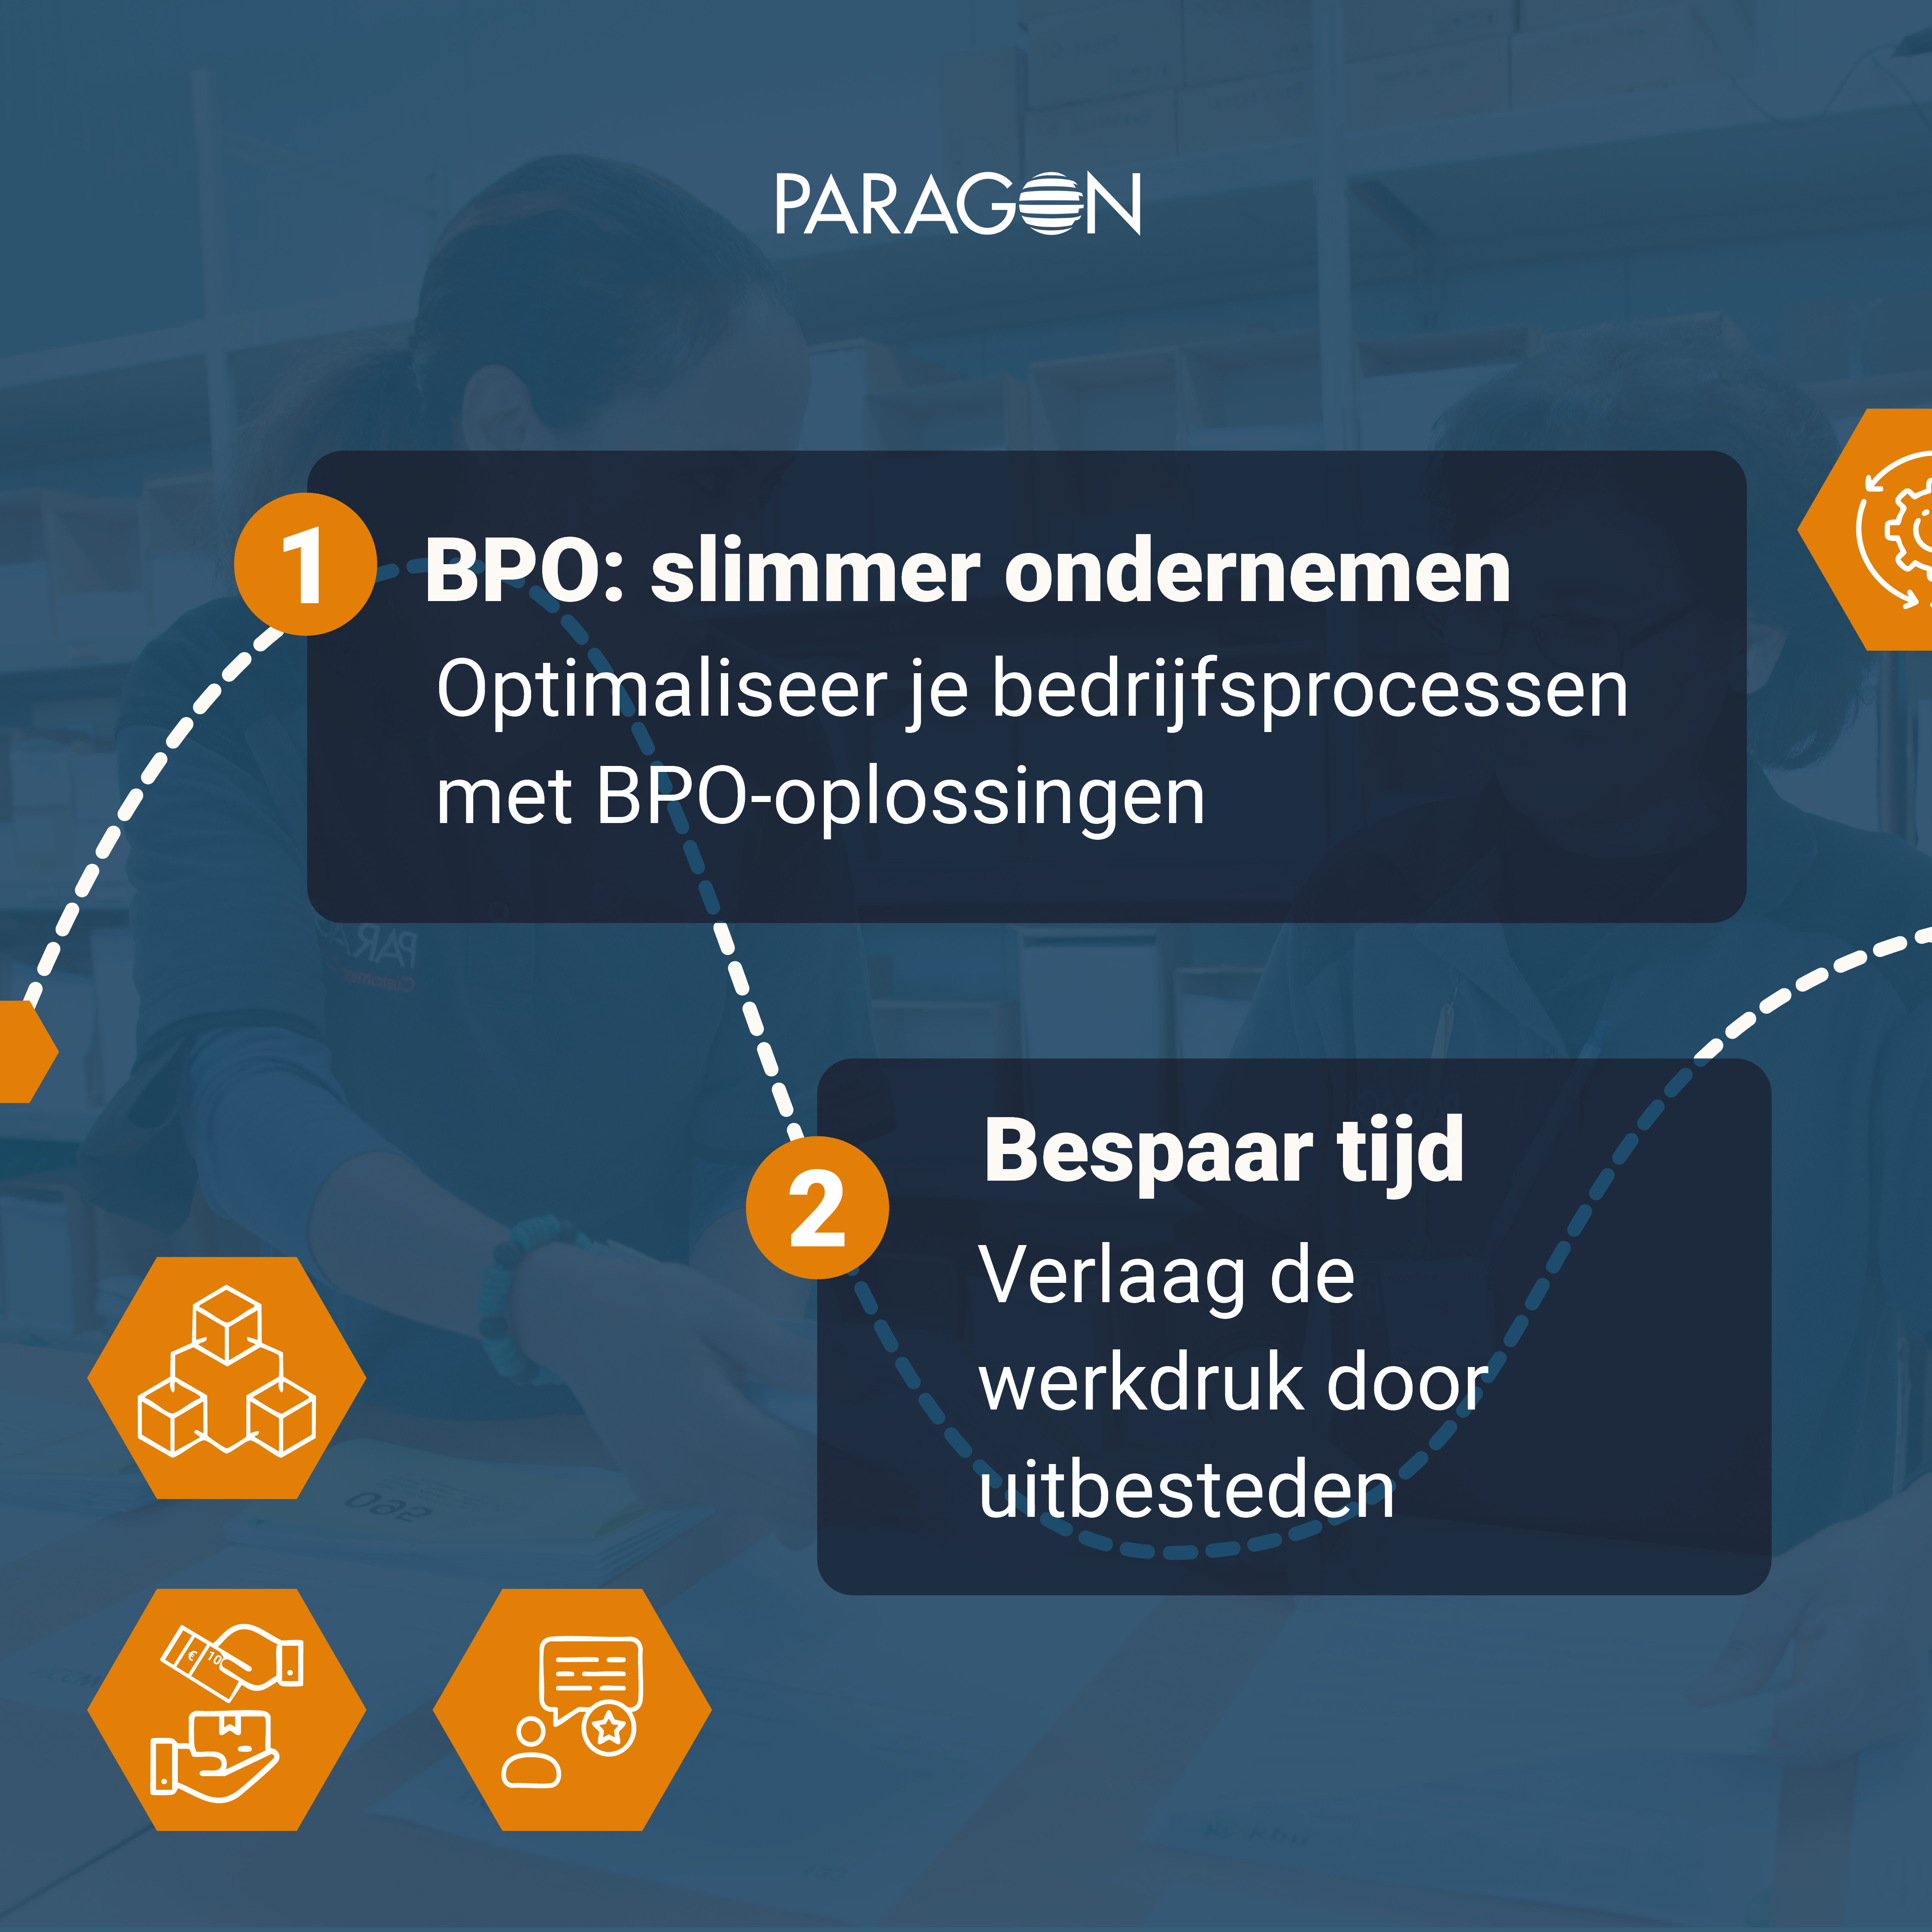 PARAGON
1
BPO: slimmer ondernemen
Optimaliseer je bedrijfsprocessen
met BPO-oplossingen
2
Bespaar tijd
Verlaag de
werkdruk door
uitbesteden
€ 10